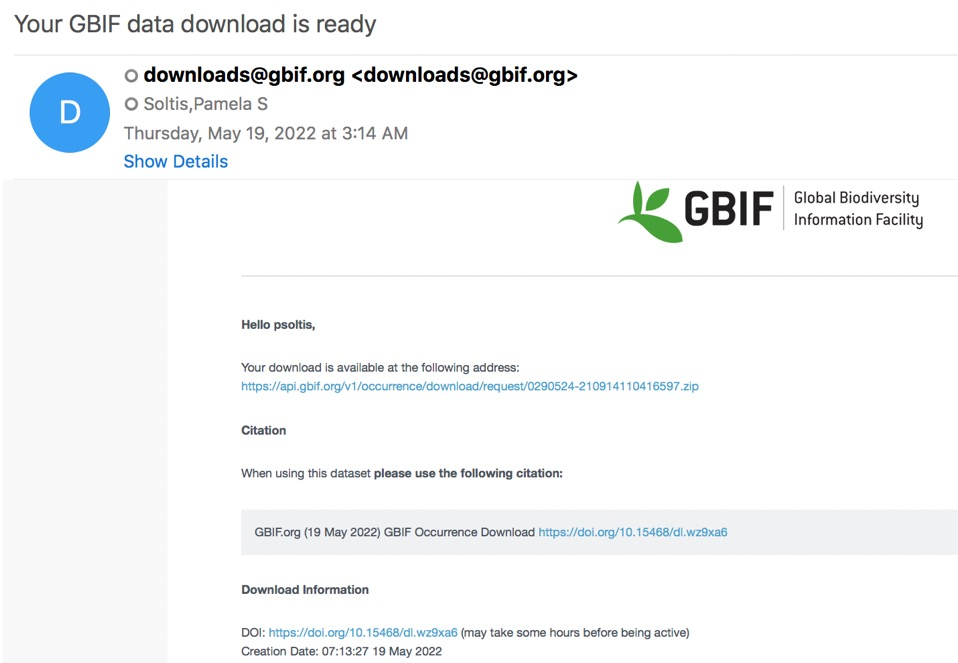 Your GBIF data download is ready
D
downloads@gbif.org <downloads@gbif.org>
Soltis,Pamela S
Thursday, May 19, 2022 at 3:14 AM
Show Details
GBIF
Global Biodiversity
Information Facility
Hello psoltis,
Your download is available at the following address:
https://api.gbif.org/v1/occurrence/download/request/0290524-210914110416597.zip
Citation
When using this dataset please use the following citation:
GBIF.org (19 May 2022) GBIF Occurrence Download https://doi.org/10.15468/dl.wz9xa6
Download Information
DOI: https://doi.org/10.15468/dl.wz9xa6 (may take some hours before being active)
Creation Date: 07:13:27 19 May 2022